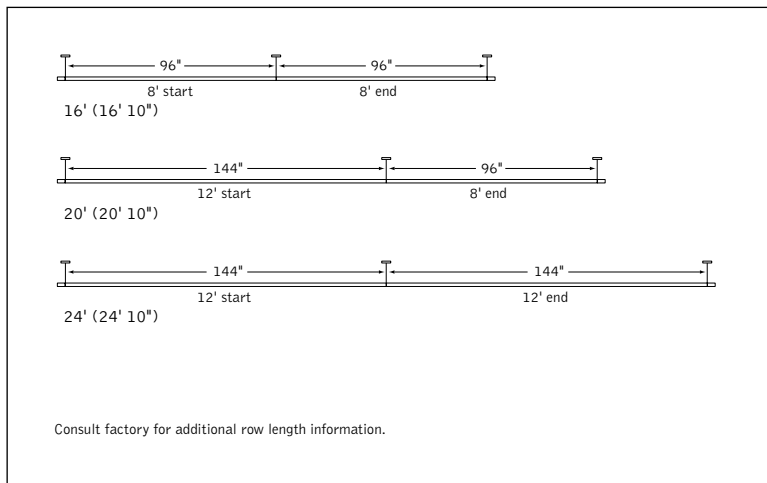 96" 96"
8' start 8' end
16' (16' 10")
144" 96"
12' start 8' end
20' (20' 10")
144" 144"
12' start 12' end
24' (24' 10")
Consult factory for additional row length information.